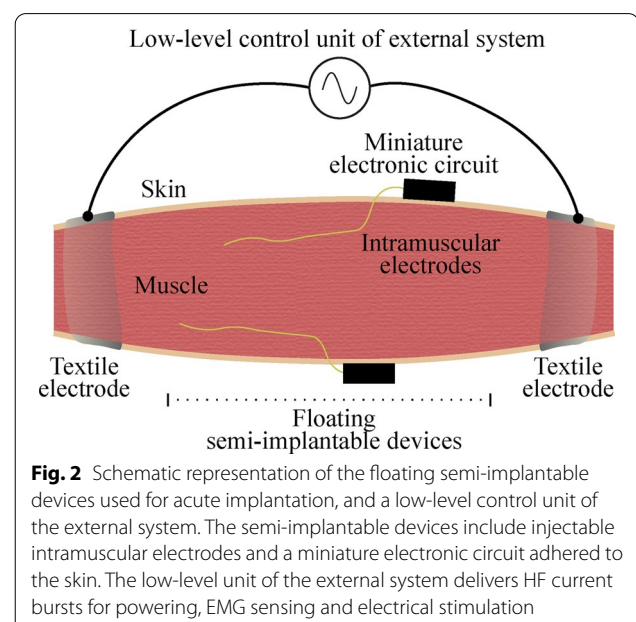 Low-level control unit of external system
Miniature
electronic circuit
Skin
Intramuscular
electrodes
Muscle
Textile
electrode
Textile
electrode
Floating
semi-implantable devices
Fig. 2 Schematic representation of the floating semi-implantable
devices used for acute implantation, and a low-level control unit of
the external system. The semi-implantable devices include injectable
intramuscular electrodes and a miniature electronic circuit adhered to
the skin. The low-level unit of the external system delivers HF current
bursts for powering, EMG sensing and electrical stimulation